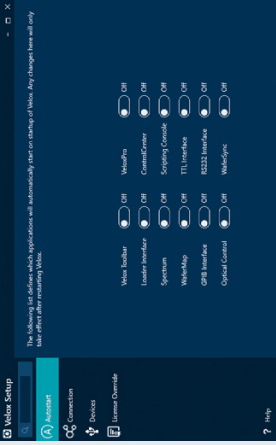 Velox Setup
Autostart
Connection
Devices
License Override
? Help
The following list defines which applications will automatically start on startup of Velox. Any changes here will only
take effect after restarting Velox.
Velox Toolbar Off
VeloxPro Off
Loader Interface Off
ControlCenter Off
Spectrum Off
Scripting Console Off
WaferMap Off
TTL Interface Off
GPIB Interface Off
RS232 Interface Off
Optical Control Off
WaferSync Off